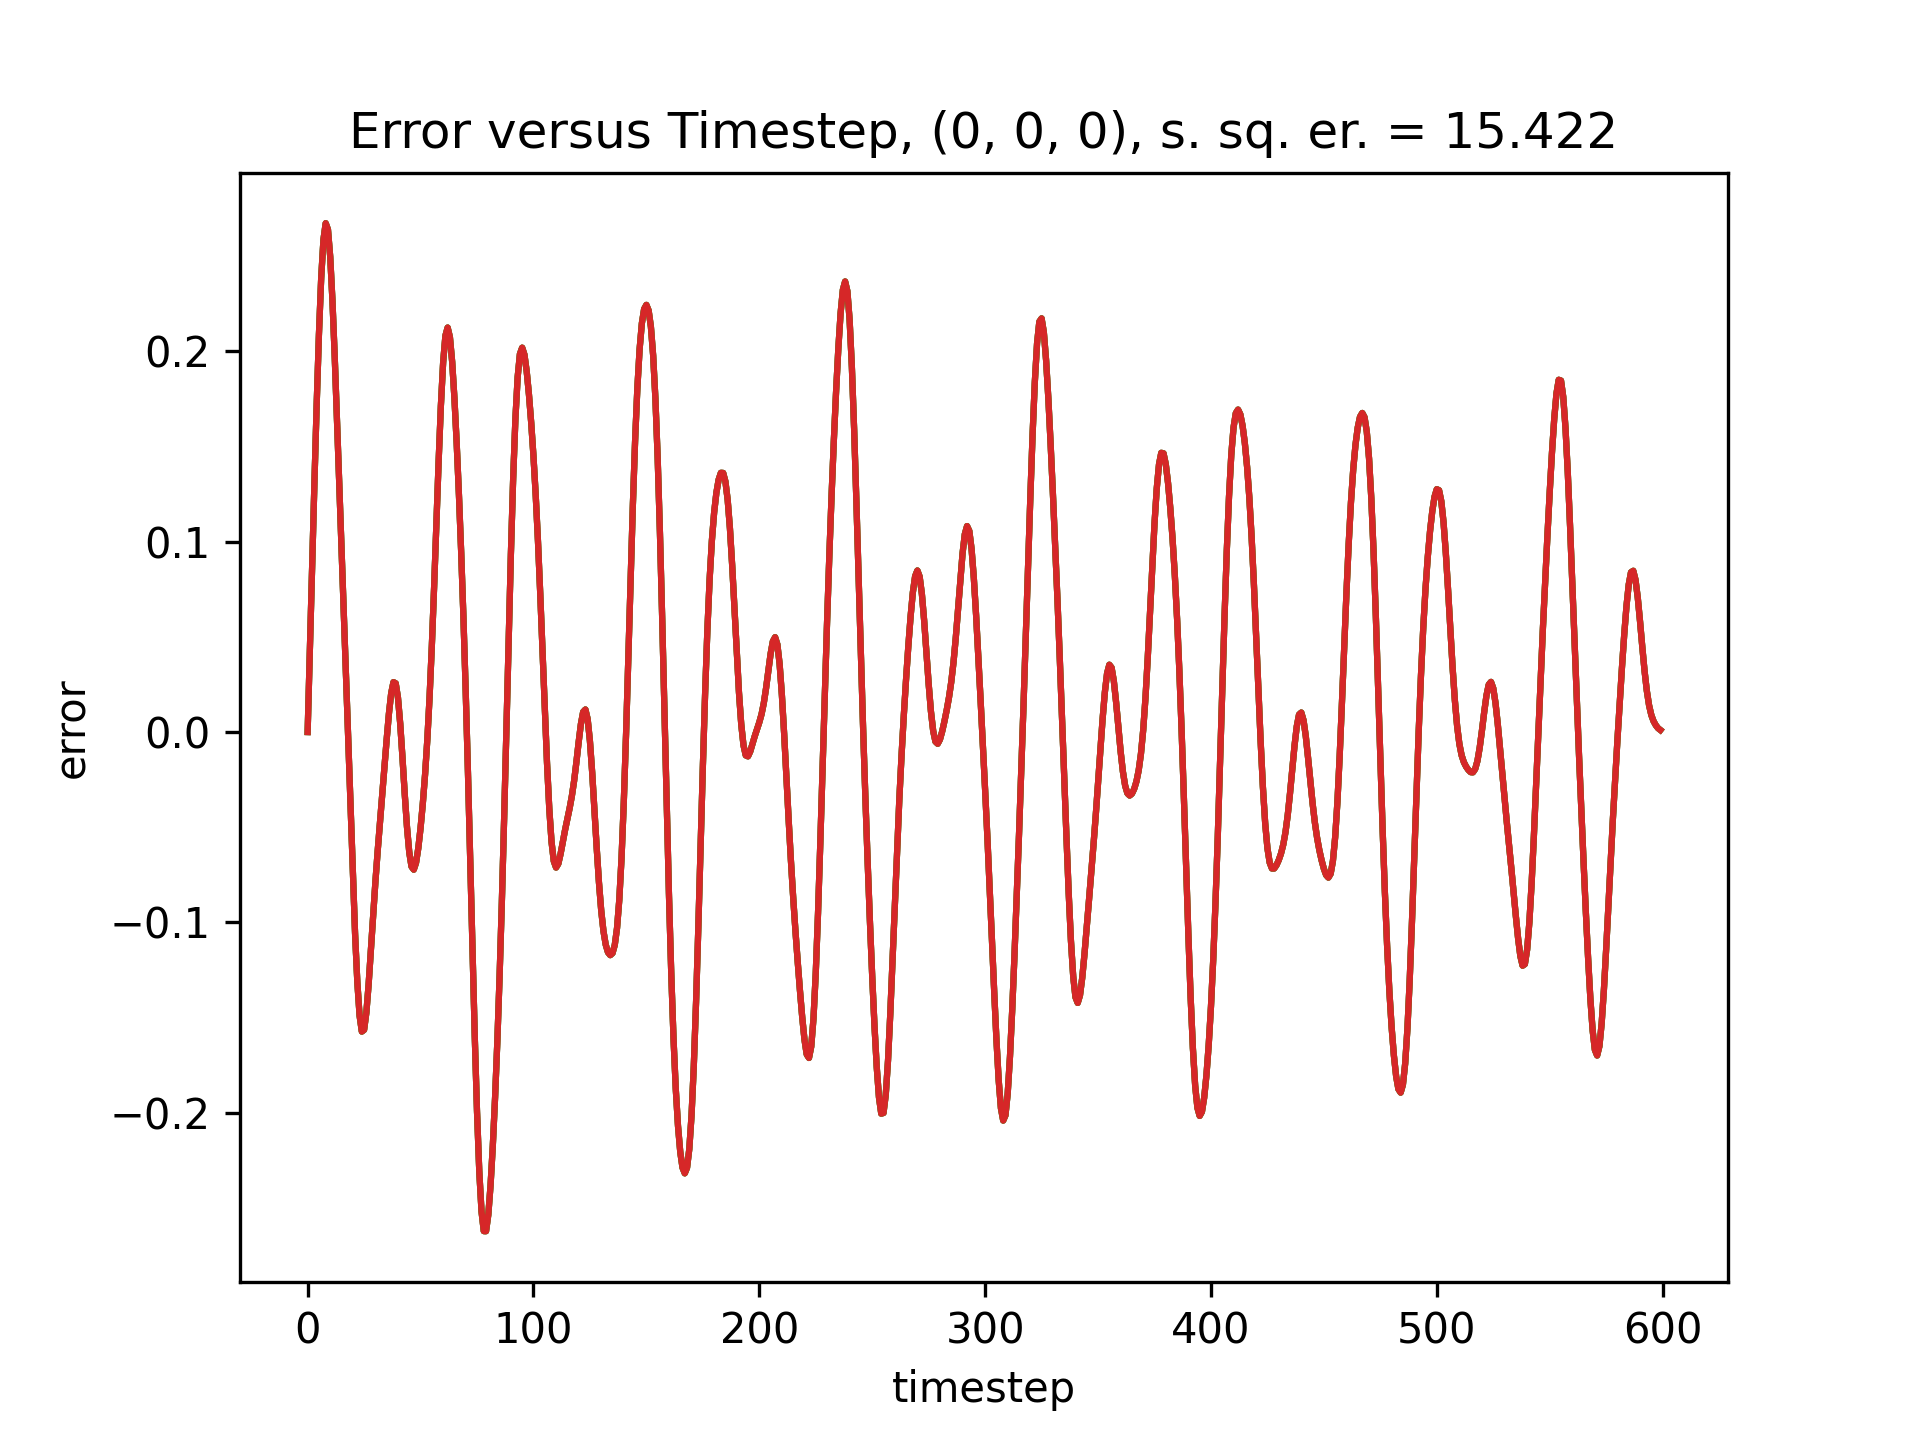 Error versus Timestep, (0, 0, 0), s. sq. er. = 15.422
error
0.2
0.1
0.0
−0.1
−0.2
0 100 200 300 400 500 600
timestep